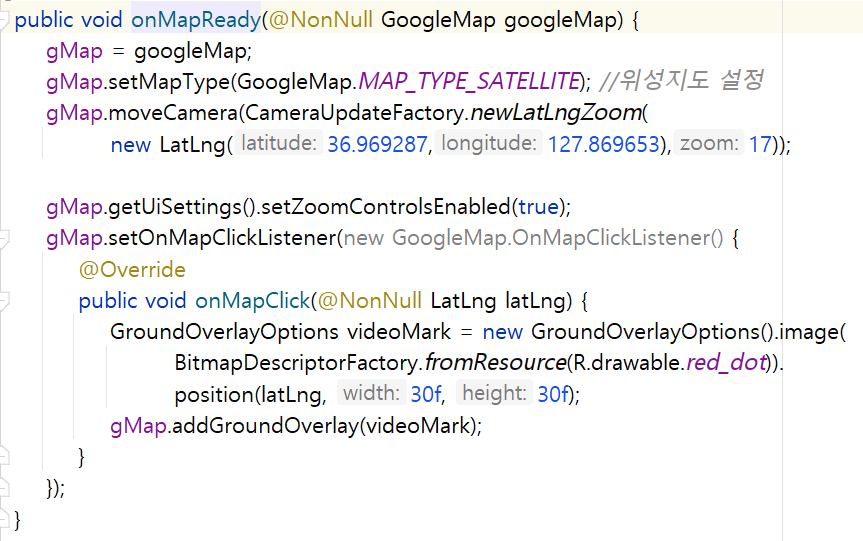 public void onMapReady(@NonNull GoogleMap googleMap) {
gMap = googleMap;
gMap.setMapType(GoogleMap.MAP_TYPE_SATELLITE); //위성지도 설정
gMap.moveCamera(CameraUpdateFactory.newLatLngZoom(
new LatLng( latitude: 36.969287, longitude: 127.869653), zoom: 17));
gMap.getUiSettings().setZoomControlsEnabled(true);
gMap.setOnMapClickListener(new GoogleMap.OnMapClickListener() {
@Override
public void onMapClick(@NonNull LatLng latLng) {
GroundOverlayOptions videoMark = new GroundOverlayOptions().image(
BitmapDescriptorFactory.fromResource(R.drawable.red_dot)).
position(latLng, width: 30f, height: 30f);
gMap.addGroundOverlay(videoMark);
}
});
}